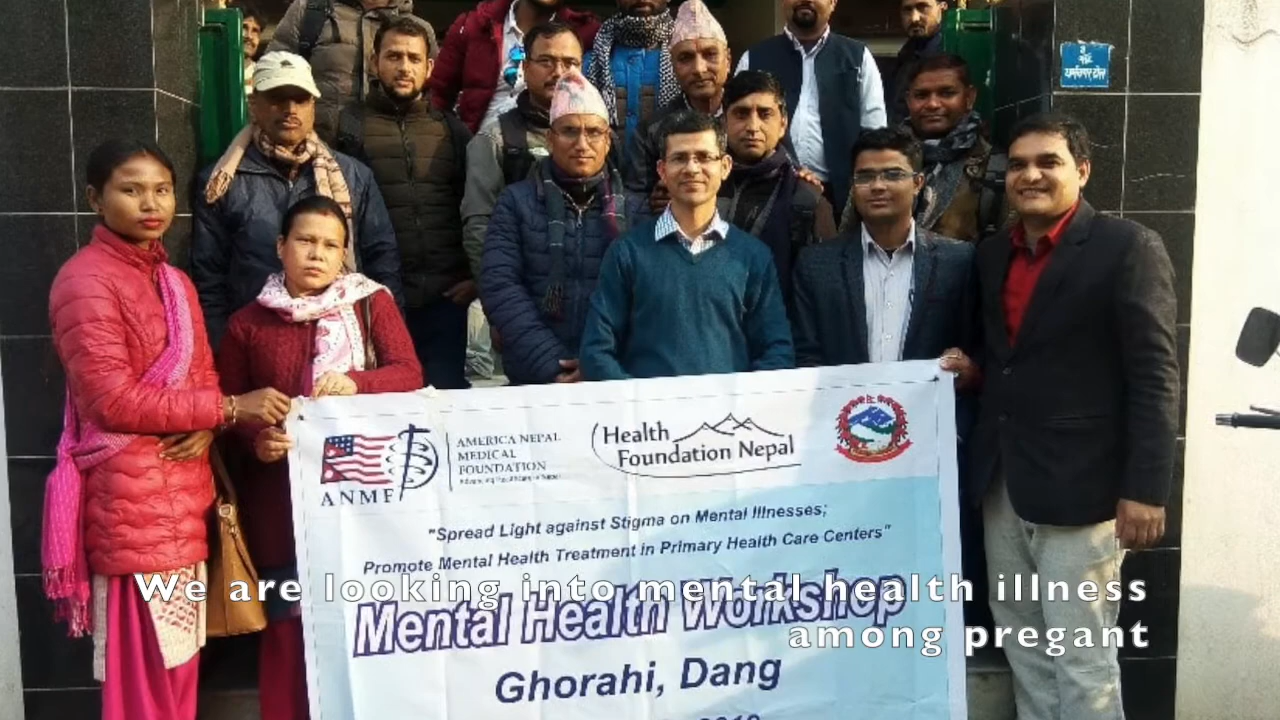 AMERICA NEPAL
MEDICAL
FOUNDATION
ANMF
Health
Foundation Nepal
"Spread Light against Stigma on Mental Illnesses;
Promote Mental Health Treatment in Primary Health Care Centers"
We are looking into mental health illness
Mental Health Workshop
among pregant
Ghorahi, Dang